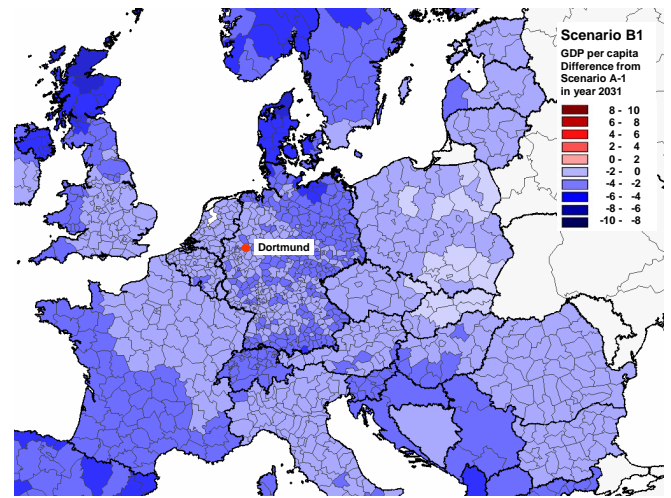 Scenario B1
GDP per capita
Difference from
Scenario A-1
in year 2031
8 - 10
6 - 8
4 - 6
2 - 4
0 - 2
-2 - 0
-4 - -2
-6 - -4
-8 - -6
-10 - -8
Dortmund